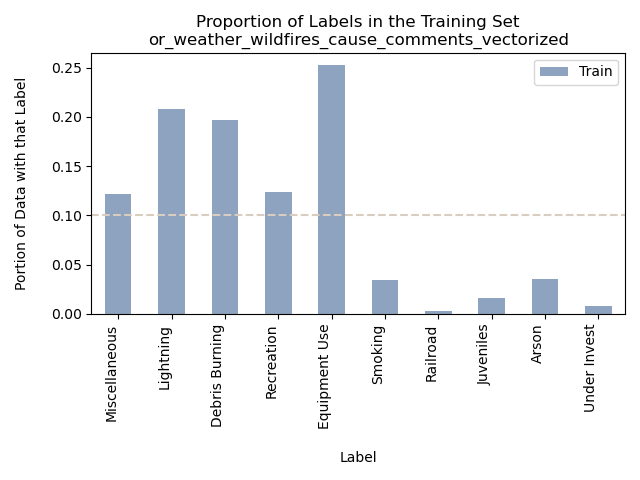 Proportion of Labels in the Training Set
or_weather_wildfires_cause_comments_vectorized
Train
Portion of Data with that Label
0.25
0.20
0.15
0.10
0.05
0.00
Miscellaneous
Lightning
Debris Burning
Recreation
Equipment Use
Smoking
Railroad
Juveniles
Arson
Under Invest
Label